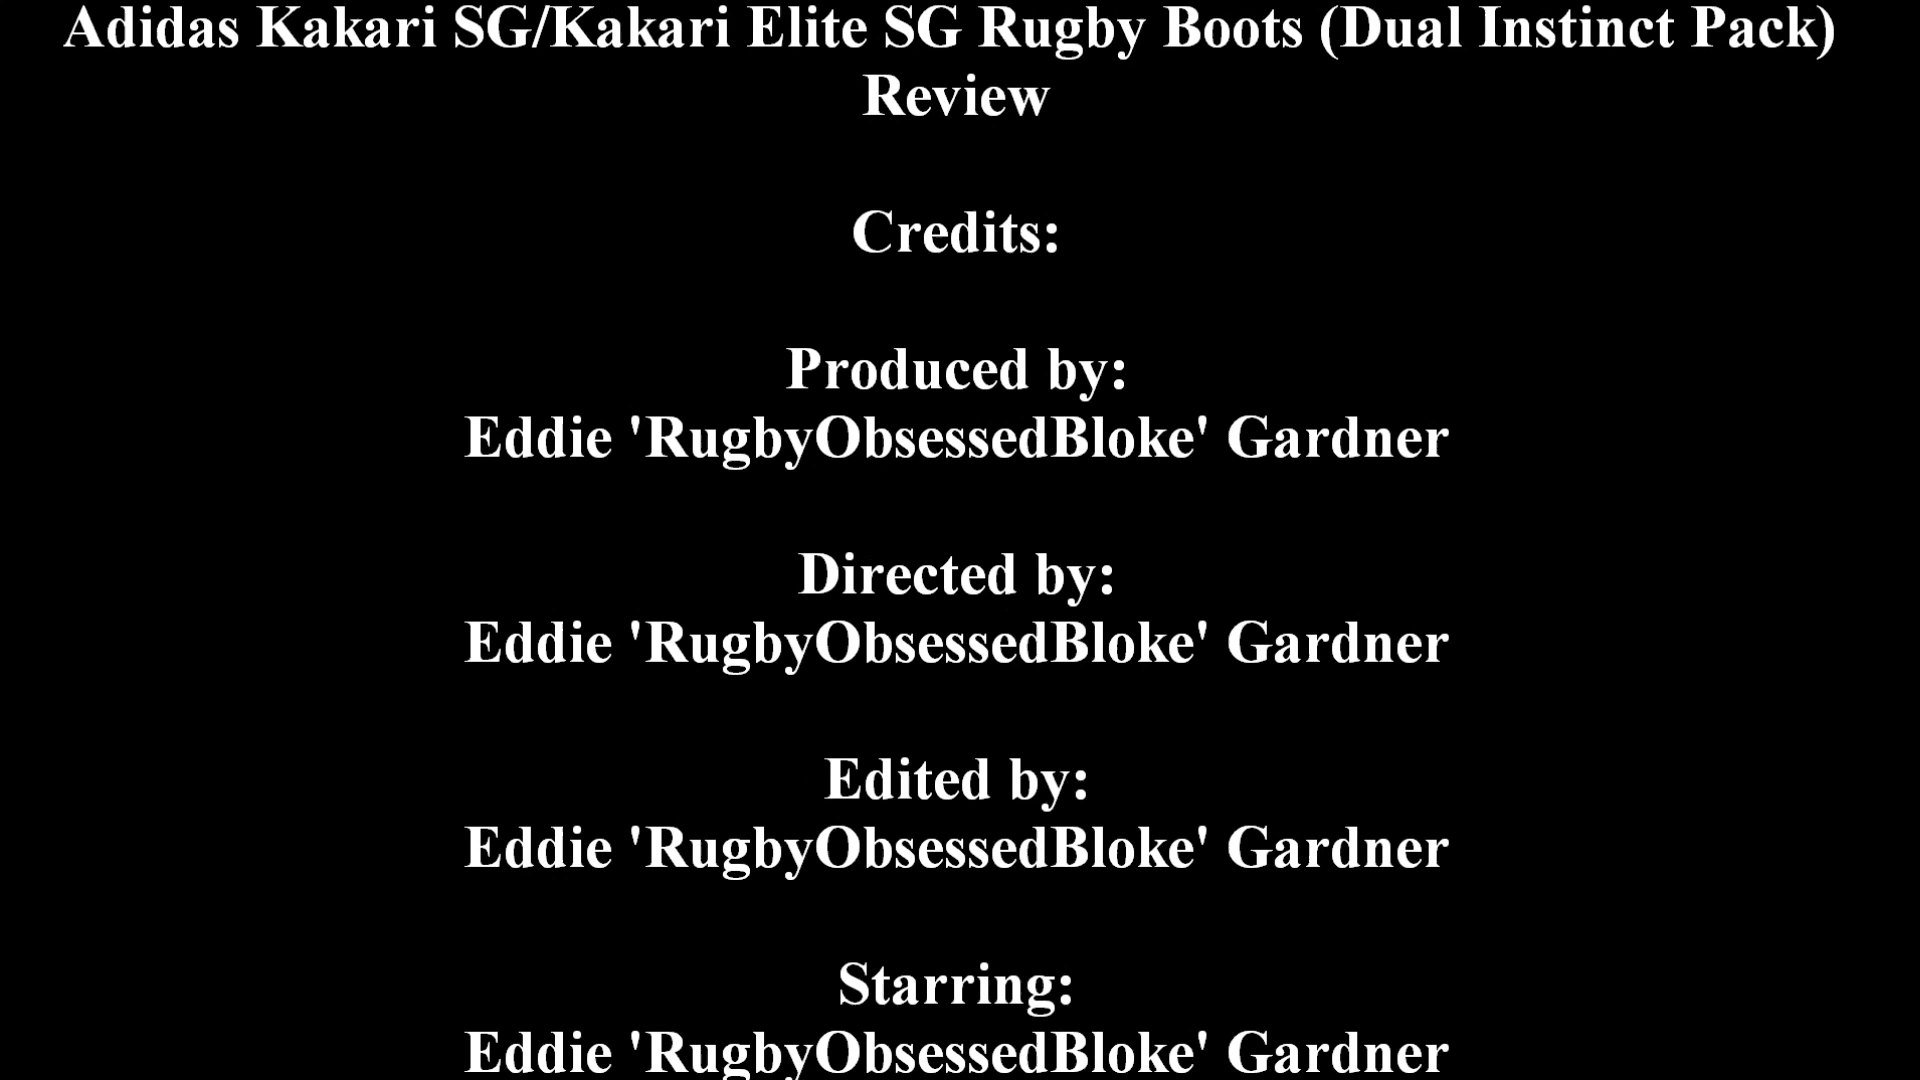 Adidas Kakari SG/Kakari Elite SG Rugby Boots (Dual Instinct Pack)
Review
Credits:
Produced by:
Eddie 'RugbyObsessedBloke' Gardner
Directed by:
Eddie 'RugbyObsessedBloke' Gardner
Edited by:
Eddie 'RugbyObsessedBloke' Gardner
Starring:
Eddie 'RugbyObsessedBloke' Gardner